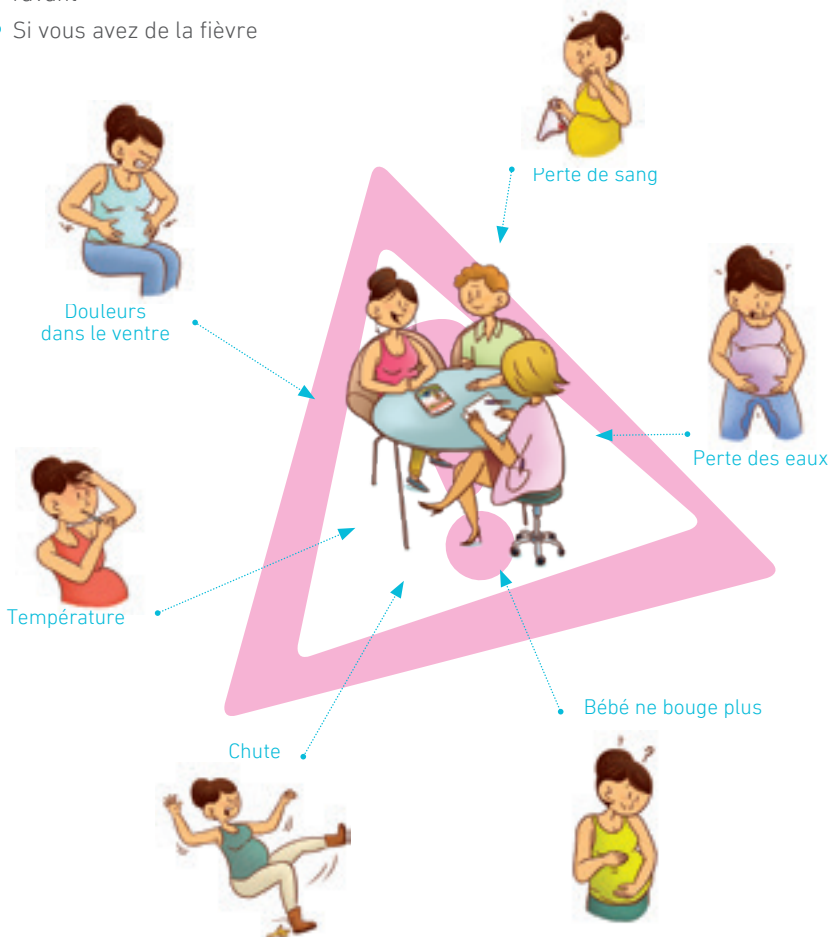 Si vous avez de la fièvre
Perte de sang
Douleurs
dans le ventre
Perte des eaux
Température
Bébé ne bouge plus
Chute